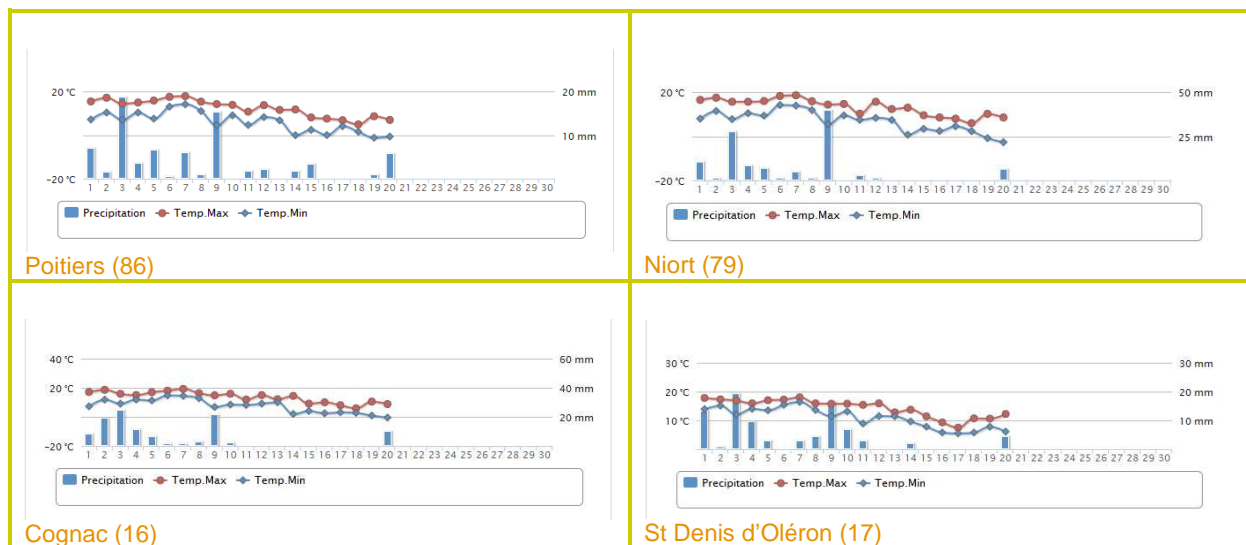 20 °C 20 mm
10 mm
−20 °C
1 2 3 4 5 6 7 8 9 10 11 12 13 14 15 16 17 18 19 20 21 22 23 24 25 26 27 28 29 30
Precipitation Temp.Max Temp.Min
Poitiers (86)
20 °C 50 mm
25 mm
−20 °C
1 2 3 4 5 6 7 8 9 10 11 12 13 14 15 16 17 18 19 20 21 22 23 24 25 26 27 28 29 30
Precipitation Temp.Max Temp.Min
Niort (79)
40 °C 60 mm
20 °C 40 mm
20 mm
−20 °C
1 2 3 4 5 6 7 8 9 10 11 12 13 14 15 16 17 18 19 20 21 22 23 24 25 26 27 28 29 30
Precipitation Temp.Max Temp.Min
Cognac (16)
30 °C 30 mm
20 °C 20 mm
10 °C 10 mm
1 2 3 4 5 6 7 8 9 10 11 12 13 14 15 16 17 18 19 20 21 22 23 24 25 26 27 28 29 30
Precipitation Temp.Max Temp.Min
St Denis d'Oléron (17)